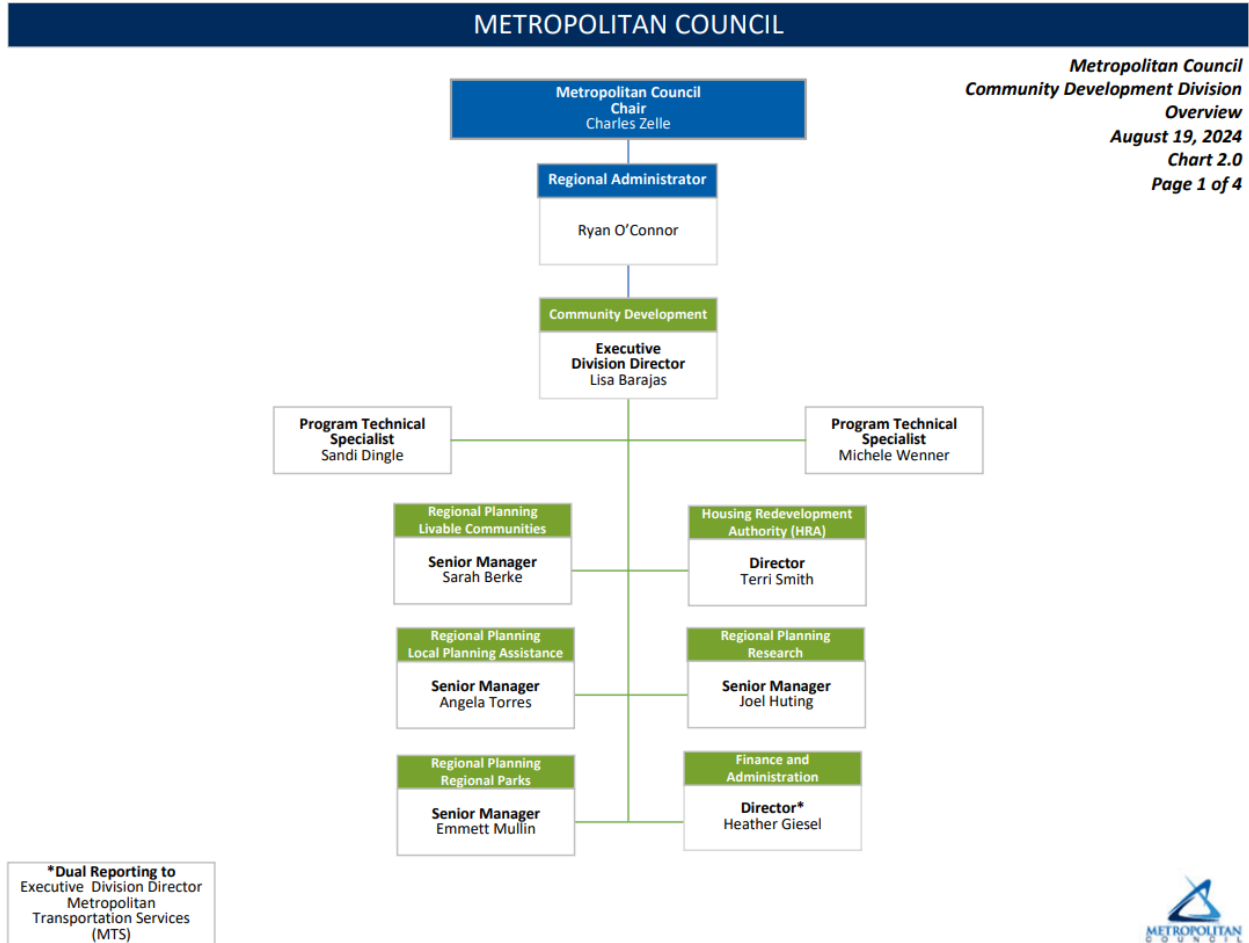 METROPOLITAN COUNCIL
Metropolitan Council
Community Development Division
Overview
August 19, 2024
Chart 2.0
Page 1 of 4
Metropolitan Council
Chair
Charles Zelle
Regional Administrator
Ryan O’Connor
Community Development
Executive
Division Director
Lisa Barajas
Program Technical
Specialist
Sandi Dingle
Program Technical
Specialist
Michele Wenner
Regional Planning
Livable Communities
Senior Manager
Sarah Berke
Housing Redevelopment
Authority (HRA)
Director
Terri Smith
Regional Planning
Local Planning Assistance
Senior Manager
Angela Torres
Regional Planning
Research
Senior Manager
Joel Huting
Regional Planning
Regional Parks
Senior Manager
Emmett Mullin
Finance and
Administration
Director*
Heather Giesel
*Dual Reporting to
Executive Division Director
Metropolitan
Transportation Services
(MTS)
METROPOLITAN
COUNCIL